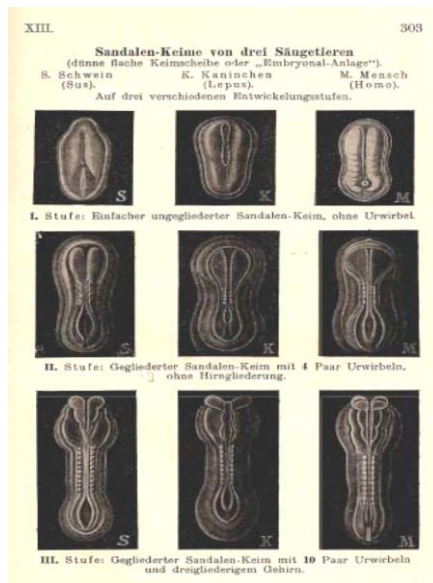 XIII. 303
Sandalen-Keime von drei Säugetieren
(dünne flache Keimscheibe oder „Embryonal-Anlage“).
S. Schwein K. Kaninchen M. Mensch
(Sus). (Lepus). (Homo).
Auf drei verschiedenen Entwickelungsstufen.
S K M
I. Stufe: Einfacher ungegliederter Sandalen-Keim, ohne Urwirbel.
S K M
II. Stufe: Gegliederter Sandalen-Keim mit 4 Paar Urwirbeln,
ohne Hirngliederung.
S K M
III. Stufe: Gegliederter Sandalen-Keim mit 10 Paar Urwirbeln
und dreigliederigem Gehirn.